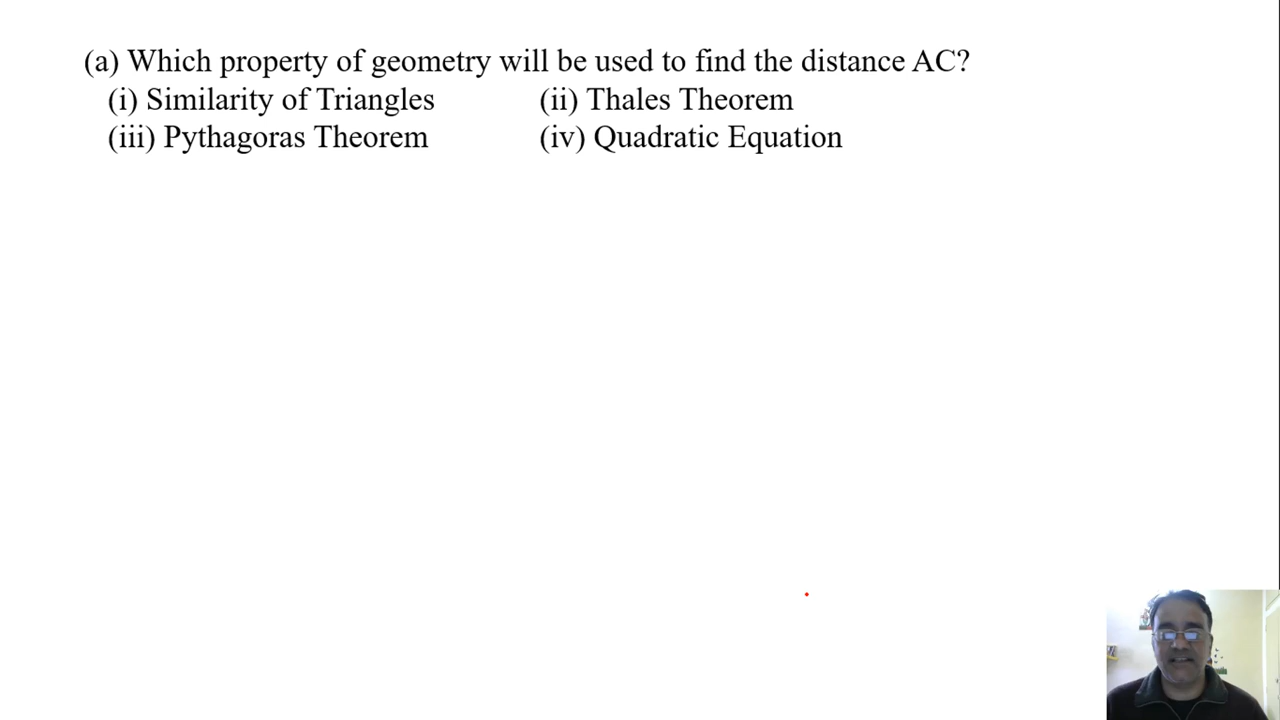 (a) Which property of geometry will be used to find the distance AC?
(i) Similarity of Triangles (ii) Thales Theorem
(iii) Pythagoras Theorem (iv) Quadratic Equation